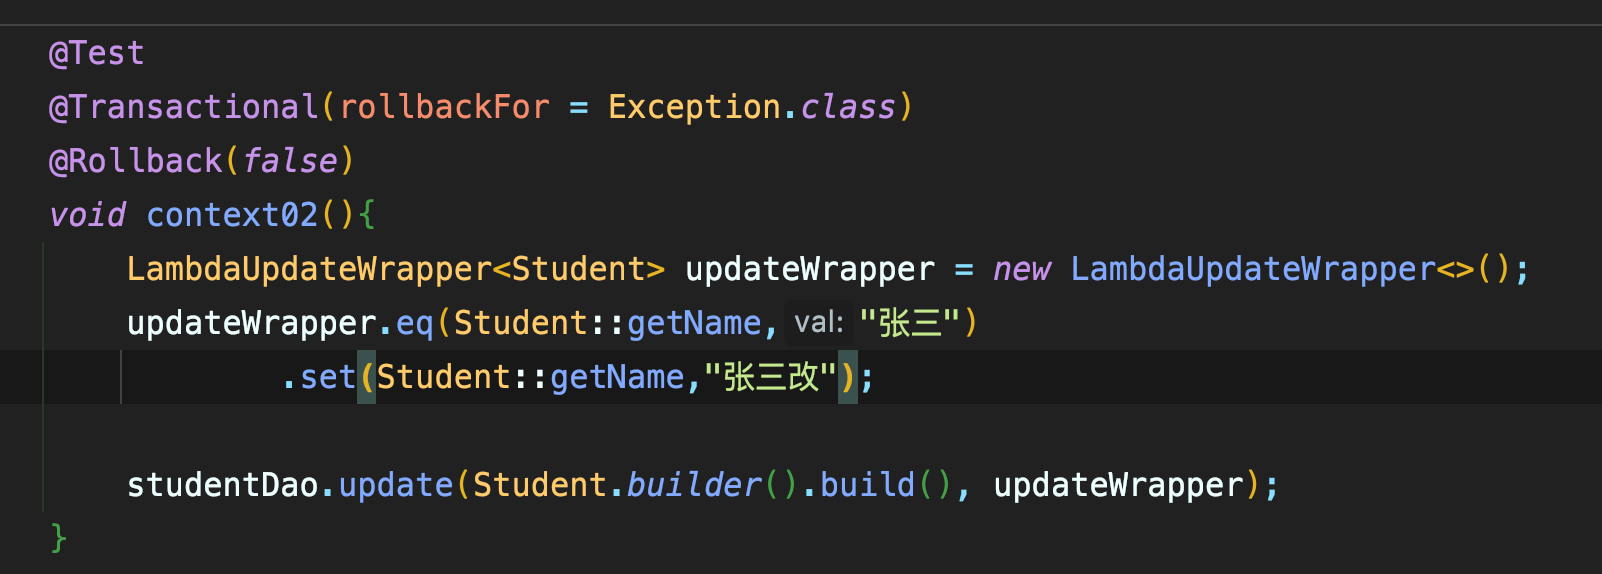 @Test
@Transactional(rollbackFor = Exception.class)
@Rollback(false)
void context02(){
LambdaUpdateWrapper<Student> updateWrapper = new LambdaUpdateWrapper<>();
updateWrapper.eq(Student::getName, val: "张三")
.set(Student::getName,"张三改");
studentDao.update(Student.builder().build(), updateWrapper);
}